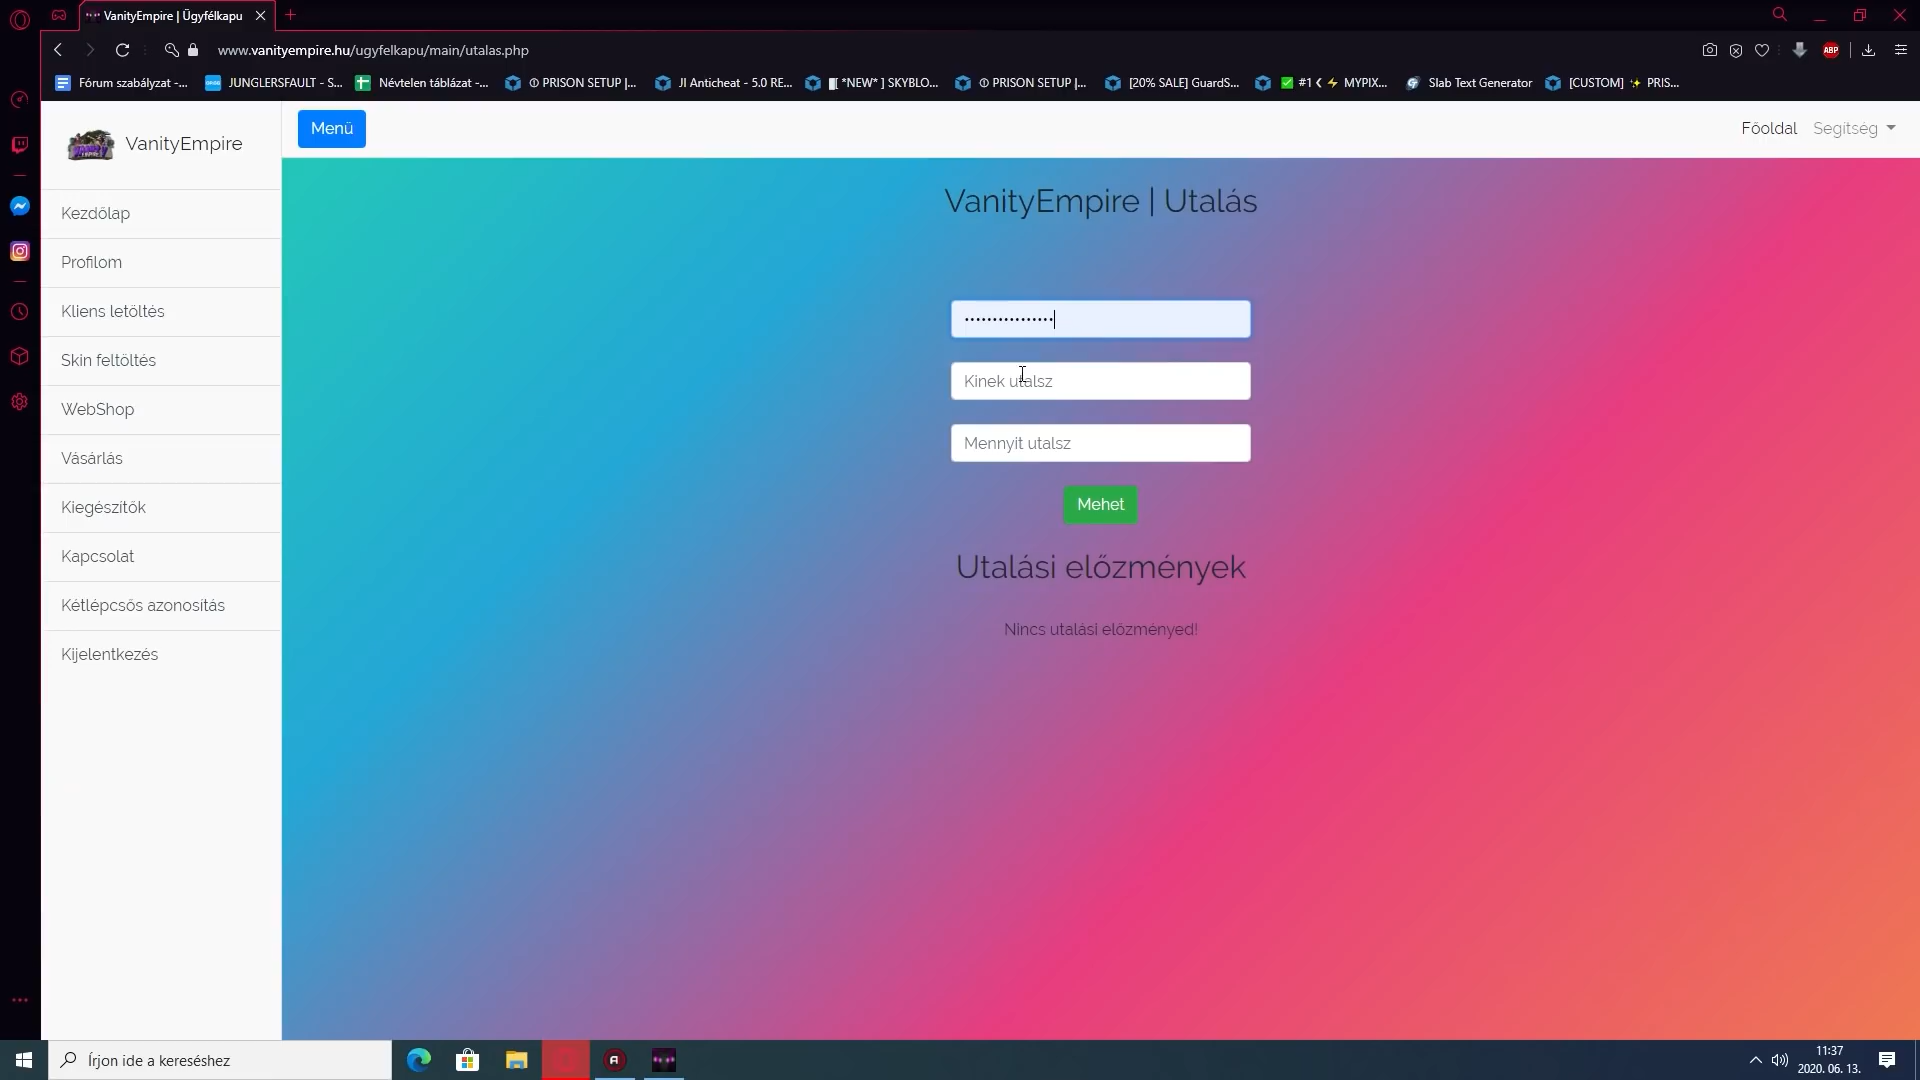 VanityEmpire | Ügyfélkapu
www.vanityempire.hu/ugyfelkapu/main/utalas.php
ABP
Fórum szabályzat -...
JUNGLERSFAULT - S...
Névtelen táblázat -...
PRISON SETUP |...
JI Anticheat - 5.0 RE...
[ *NEW* ] SKYBLO...
PRISON SETUP |...
[20% SALE] GuardS...
#1 < ⚡ MYPIX...
Slab Text Generator
[CUSTOM] ✨ PRIS...
VanityEmpire
Menü
Főoldal
Segítség
Kezdőlap
Profilom
Kliens letöltés
Skin feltöltés
WebShop
Vásárlás
Kiegészítők
Kapcsolat
Kétlépcsős azonosítás
Kijelentkezés
VanityEmpire | Utalás
••••••••••••••••
Kinek utalsz
Mennyit utalsz
Mehet
Utalási előzmények
Nincs utalási előzményed!
Írjon ide a kereséshez
11:37
2020. 06. 13.